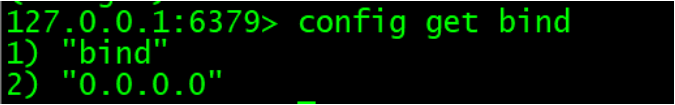 127.0.0.1:6379> config get bind
1) "bind"
2) "0.0.0.0"